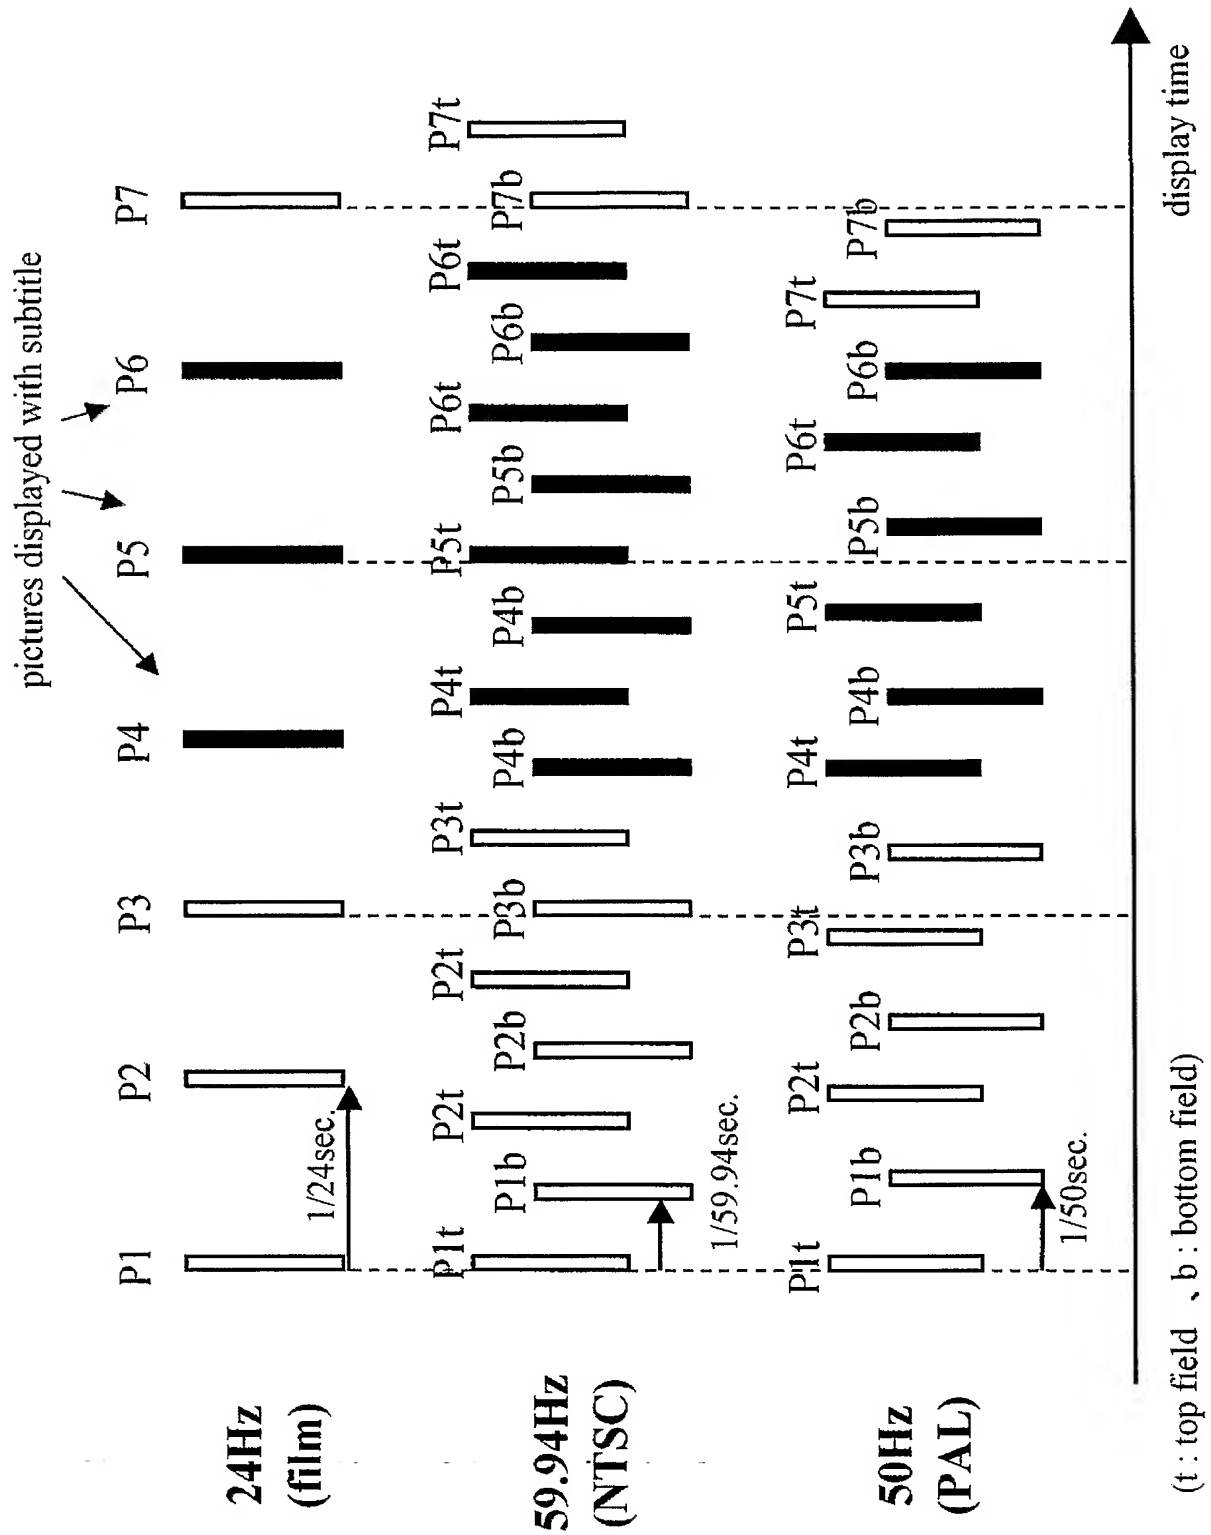 pictures displayed with subtitle
24Hz
(film)
P1
P2
P3
P4
P5
P6
P7
1/24sec.
59.94Hz
(NTSC)
P1t
P1b
P2t
P2b
P2t
P3b
P3t
P4b
P4t
P4b
P5t
P5b
P6t
P6b
P6t
P7b
P7t
1/59.94sec.
50Hz
(PAL)
P1t
P1b
P2t
P2b
P3t
P3b
P4t
P4b
P5t
P5b
P6t
P6b
P7t
P7b
1/50sec.
display time
(t : top field 、b : bottom field)